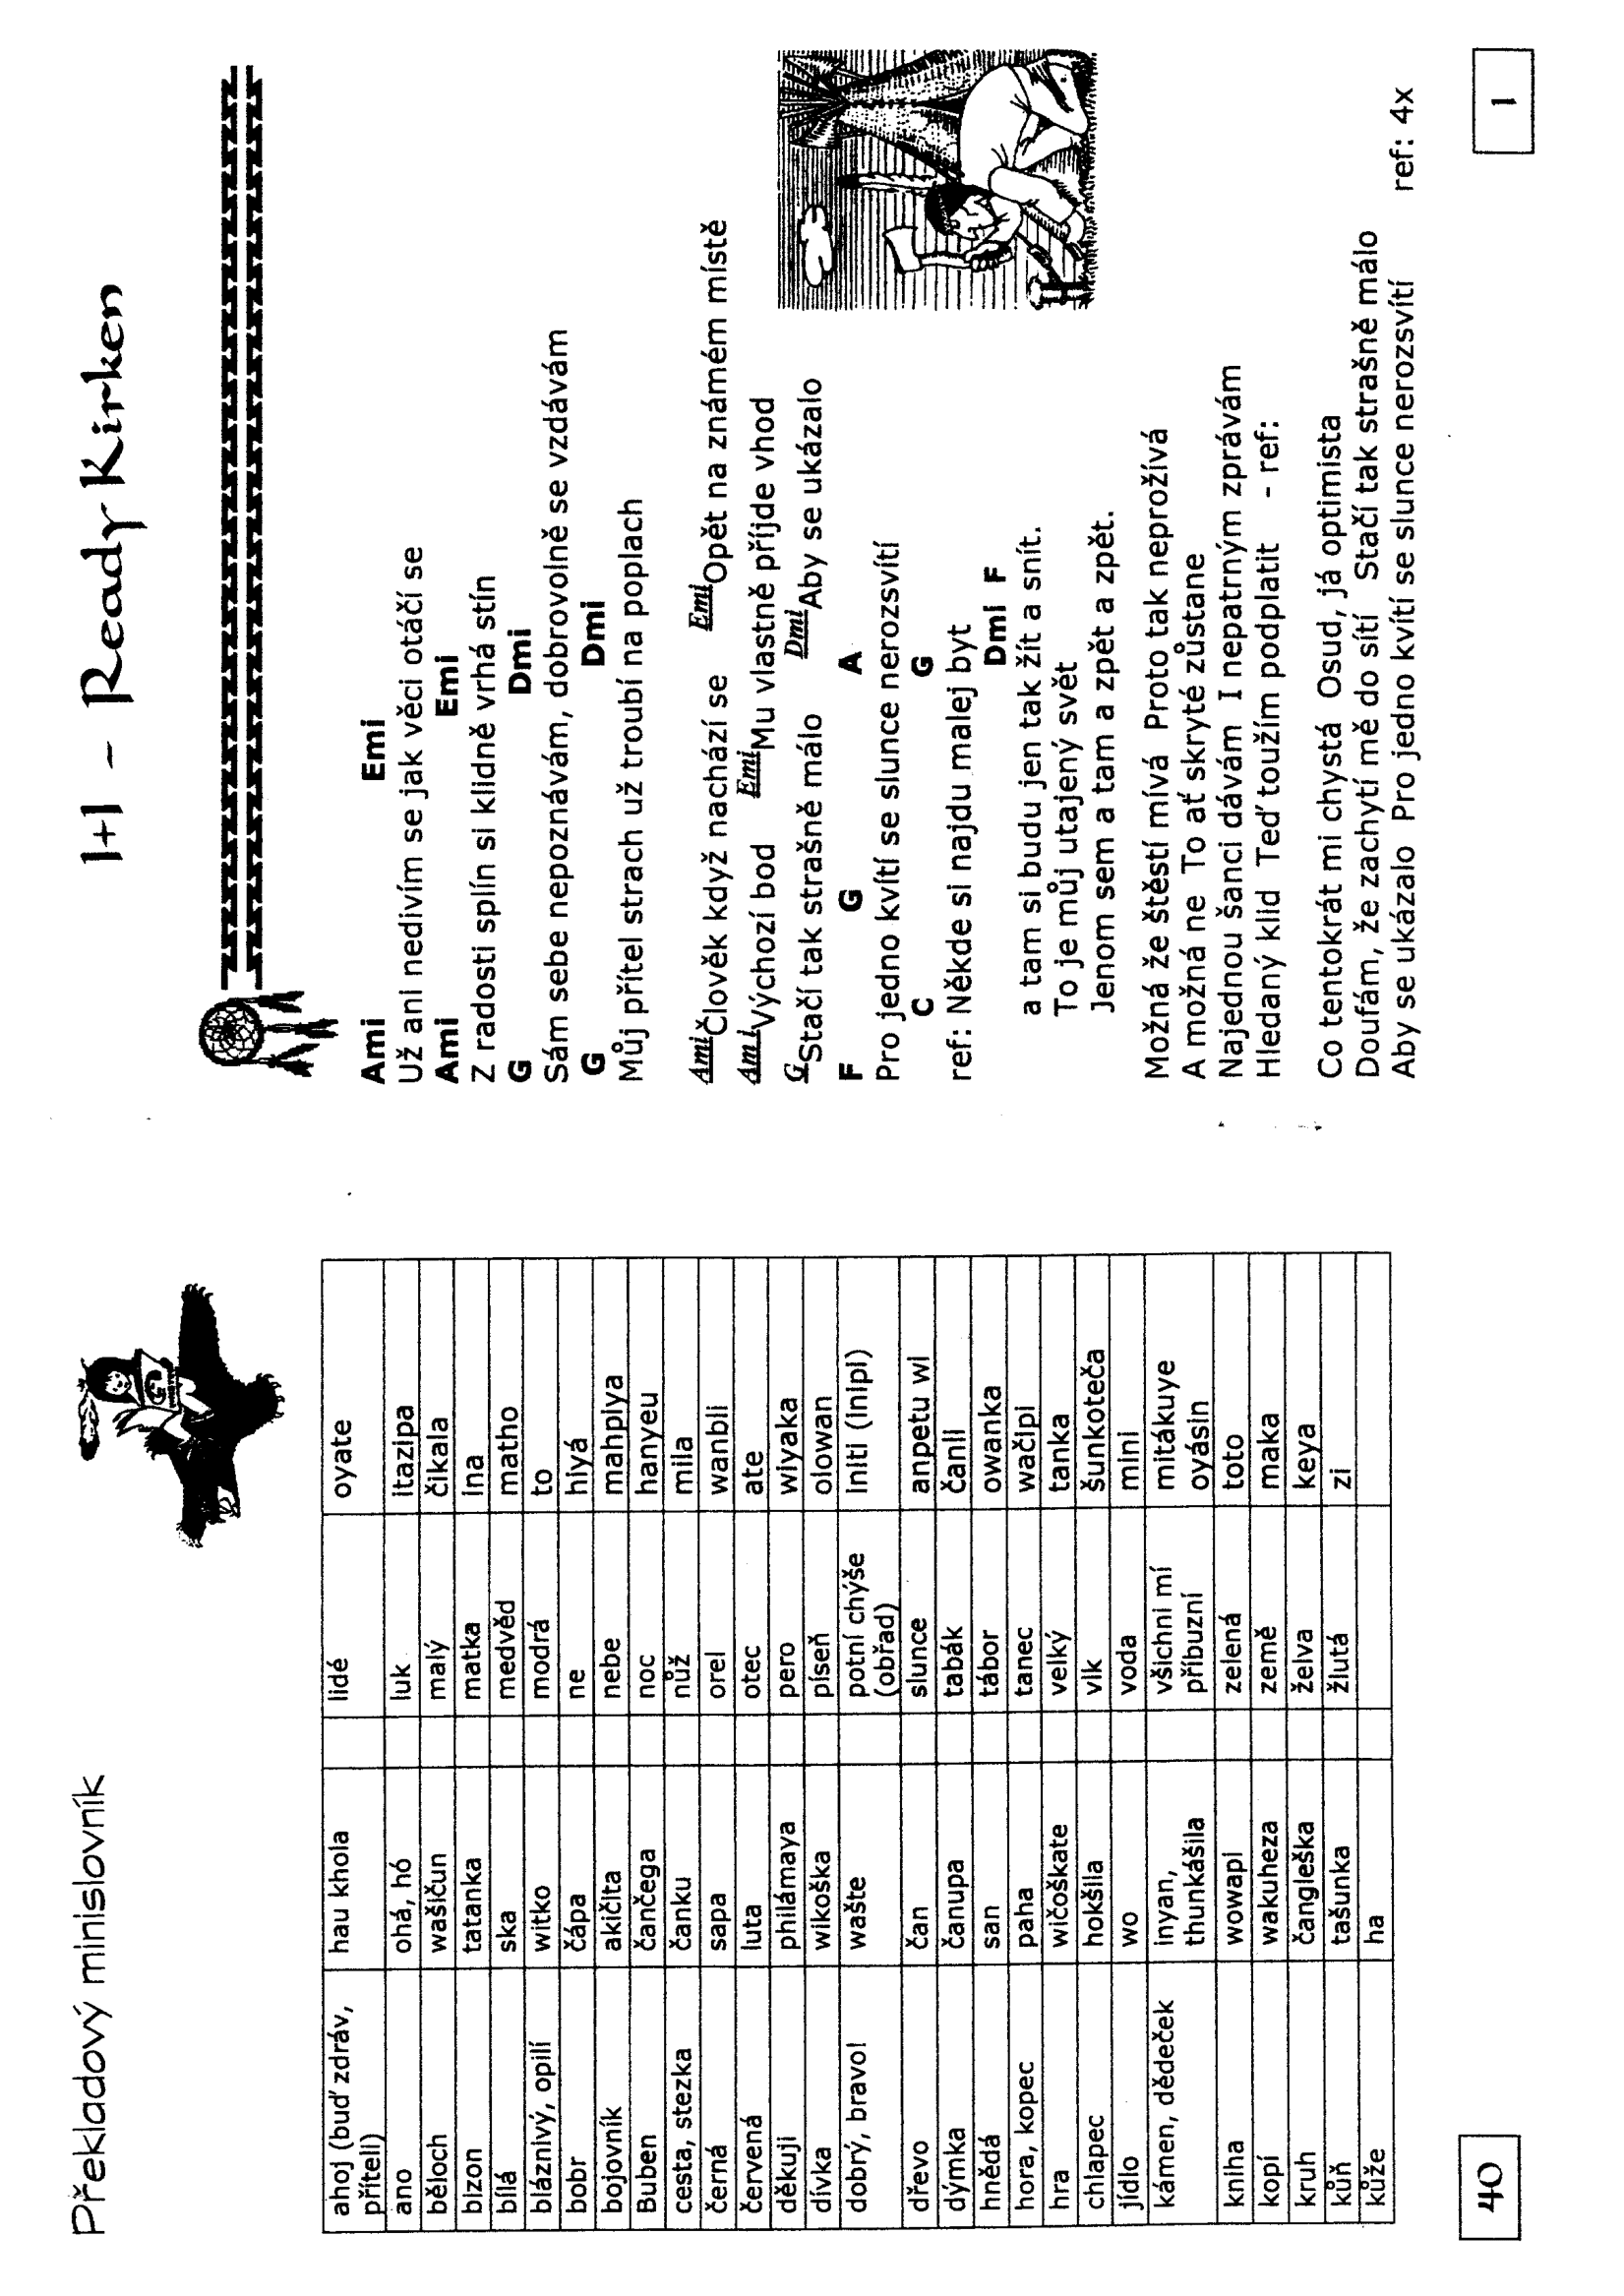 Překladový minislovník
ahoj (buď zdráv, příteli) hau khola lidé oyate
ano ohá, hó luk itazipa
běloch wašičun malý čikala
bizon tatanka matka ina
bílá ska medvěd matho
bláznivý, opilí witko modrá to
bobr čápa ne hiyá
bojovník akičita nebe mahpiya
Buben čančega noc hanyeu
cesta, stezka čanku nůž mila
černá sapa orel wanbli
červená luta otec ate
děkuji philámaya pero wiyaka
dívka wikoška píseň olowan
dobrý, bravo! wašte potní chýše (obřad) initi (inipi)
dřevo čan slunce anpetu wi
dýmka čanupa tabák čanli
hnědá san tábor owanka
hora, kopec paha tanec wačipi
hra wičoškate velký tanka
chlapec hokšila vlk šunkoteča
jídlo wo voda mini
kámen, dědeček inyan, thunkášila všichni mí příbuzní mitákuye oyásin
kniha wowapi zelená toto
kopí wakuheza země maka
kruh čangleška želva keya
kůň tašunka žlutá zi
kůže ha
40
1+1 - Ready Kirken
Ami Emi
Už ani nedivím se jak věci otáčí se
Ami Emi
Z radosti splín si klidně vrhá stín
G Dmi
Sám sebe nepoznávám, dobrovolně se vzdávám
G Dmi
Můj přítel strach už troubí na poplach
AmiČlověk když nachází se EmiOpět na známém místě
AmiVýchozí bod EmiMu vlastně příjde vhod
GStačí tak strašně málo DmiAby se ukázalo
F G A
Pro jedno kvítí se slunce nerozsvítí
C G
ref: Někde si najdu malej byt
Dmi F
a tam si budu jen tak žít a snít.
To je můj utajený svět
Jenom sem a tam a zpět a zpět.
Možná že štěstí mívá Proto tak neprožívá
A možná ne To ať skryté zůstane
Najednou šanci dávám I nepatrným zprávám
Hledaný klid Teď toužím podplatit - ref:
Co tentokrát mi chystá Osud, já optimista
Doufám, že zachytí mě do sítí Stačí tak strašně málo
Aby se ukázalo Pro jedno kvítí se slunce nerozsvítí ref: 4x
1